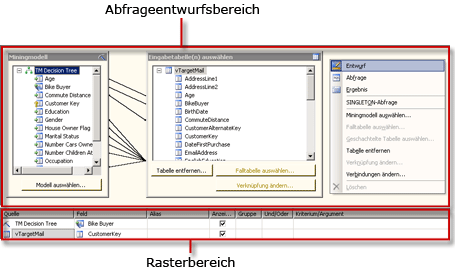 Abfrageentwurfsbereich
Miningmodell
TM Decision Tree
Age
Bike Buyer
Commute Distance
Customer Key
Education
Gender
House Owner Flag
Marital Status
Number Cars Owne
Number Children At
Occupation
Modell auswählen...
Eingabetabelle(n) auswählen
vTargetMail
AddressLine1
AddressLine2
Age
BikeBuyer
BirthDate
CommuteDistance
CustomerAlternateKey
CustomerKey
DateFirstPurchase
EmailAddress
EnglishEducation
Tabelle entfernen...
Falltabelle auswählen...
Verknüpfung ändern...
Entwurf
Abfrage
Ergebnis
SINGLETON-Abfrage
Miningmodell auswählen...
Falltabelle auswählen...
Geschachtelte Tabelle auswählen...
Tabelle entfernen
Verknüpfung ändern...
Verbindungen ändern...
Löschen
Quelle Feld Alias Anzei... Gruppe Und/Oder Kriterium/Argument
TM Decision Tree Bike Buyer
vTargetMail CustomerKey
Rasterbereich